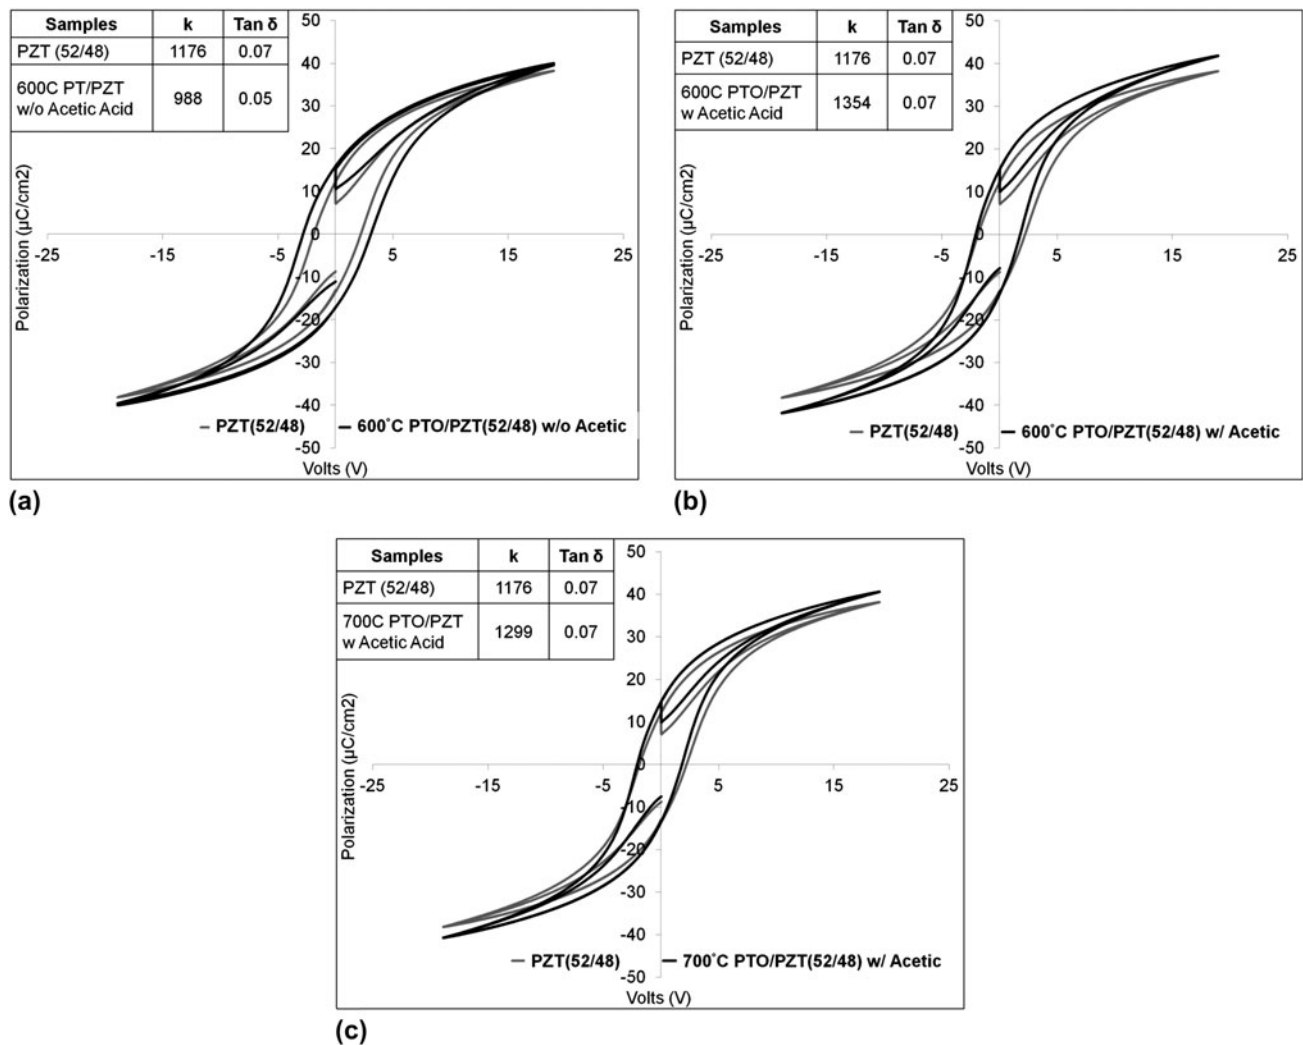 Samples k Tan δ
PZT (52/48) 1176 0.07
600C PT/PZT
w/o Acetic Acid 988 0.05
50
40
30
20
10
0
-10
-20
-30
-40
-50
-25 -15 -5 5 15 25
Polarization (µC/cm2)
PZT(52/48) 600°C PTO/PZT(52/48) w/o Acetic
Volts (V)
(a)
Samples k Tan δ
PZT (52/48) 1176 0.07
600C PTO/PZT
w Acetic Acid 1354 0.07
50
40
30
20
10
0
-10
-20
-30
-40
-50
-25 -15 -5 5 15 25
Polarization (µC/cm2)
PZT(52/48) 600°C PTO/PZT(52/48) w/ Acetic
Volts (V)
(b)
Samples k Tan δ
PZT (52/48) 1176 0.07
700C PTO/PZT
w Acetic Acid 1299 0.07
50
40
30
20
10
0
-10
-20
-30
-40
-50
-25 -15 -5 5 15 25
Polarization (µC/cm2)
PZT(52/48) 700°C PTO/PZT(52/48) w/ Acetic
Volts (V)
(c)